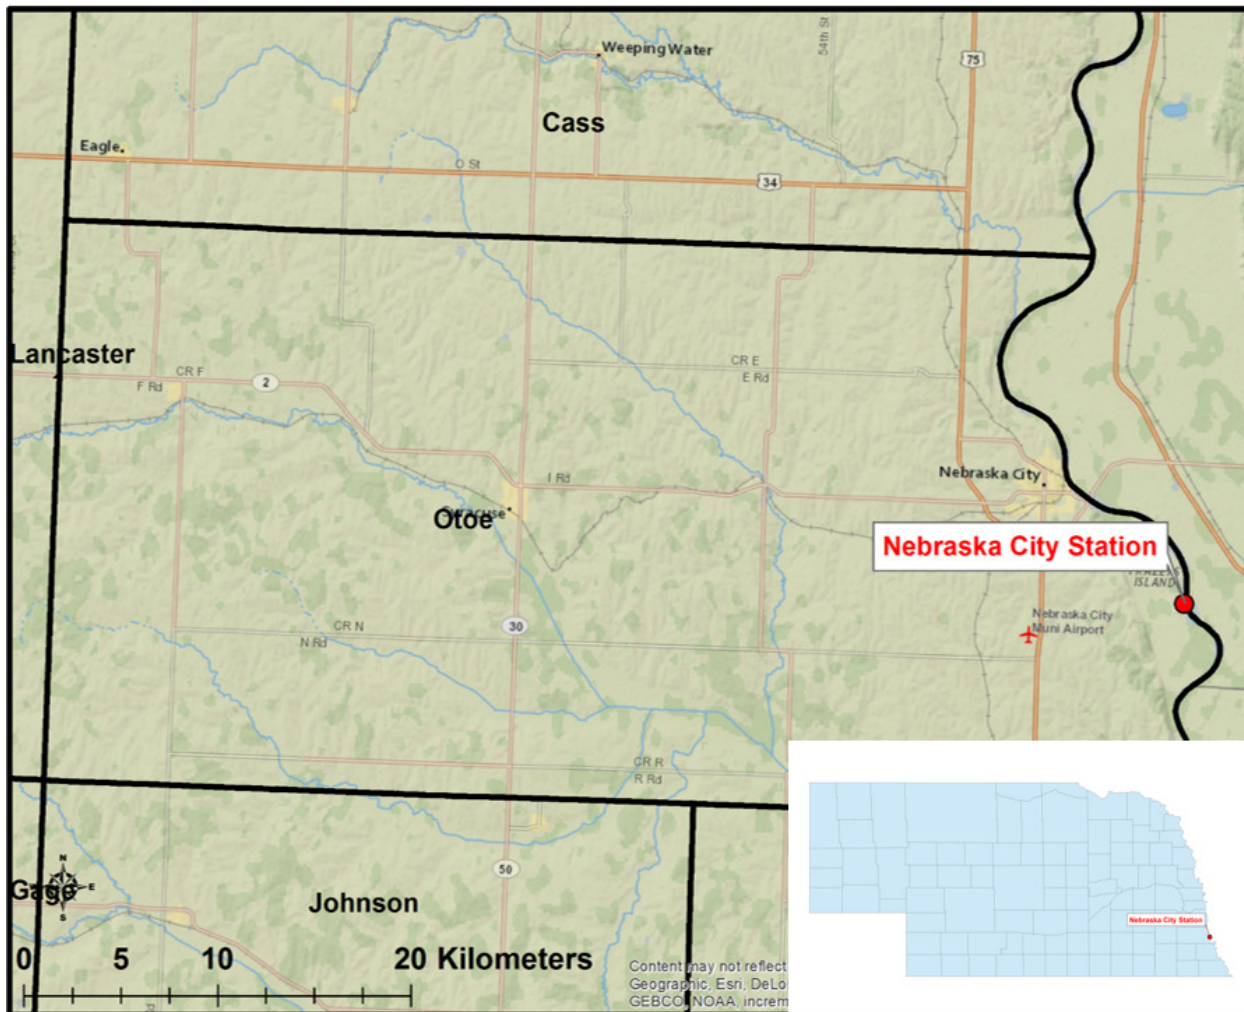 Weeping Water
54th St
75
Cass
Eagle
O St
34
Lancaster
CR F
F Rd
2
CR E
E Rd
Nebraska City
I Rd
Syracuse
Otoe
Nebraska City Station
ISLAND
Nebraska City
Muni Airport
CR N
N Rd
30
CR R
R Rd
50
N
E
S
Gage
Johnson
0 5 10 20 Kilometers
Content may not reflect
Geographic, Esri, DeLo
GEBCO, NOAA, increm
Nebraska City Station